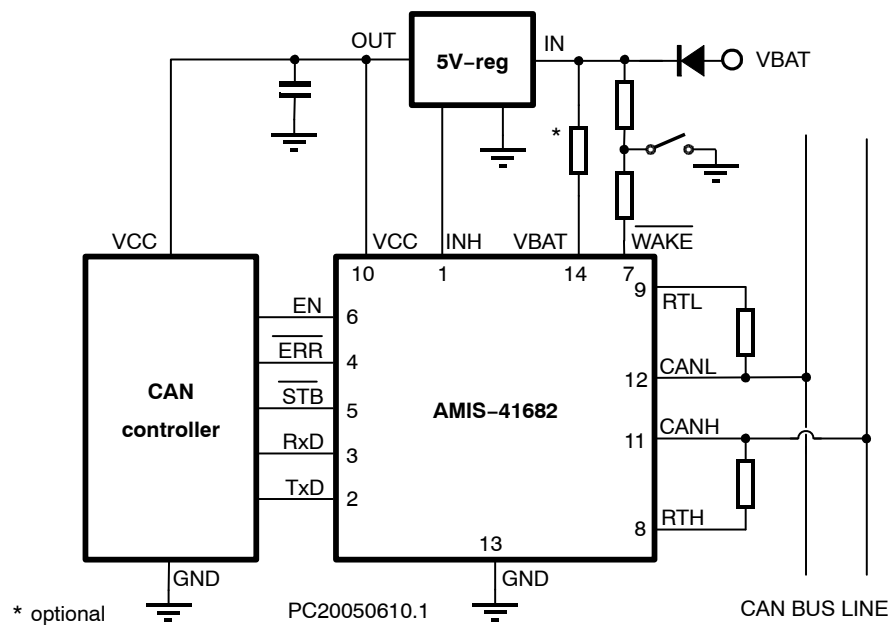 OUT
5V−reg
IN
VBAT
*
VCC
VCC
INH
VBAT
WAKE
10
1
14
7
9
RTL
EN
6
ERR
4
12
CANL
CAN
controller
STB
5
AMIS−41682
11
CANH
RxD
3
TxD
2
8
RTH
13
GND
GND
* optional
PC20050610.1
CAN BUS LINE